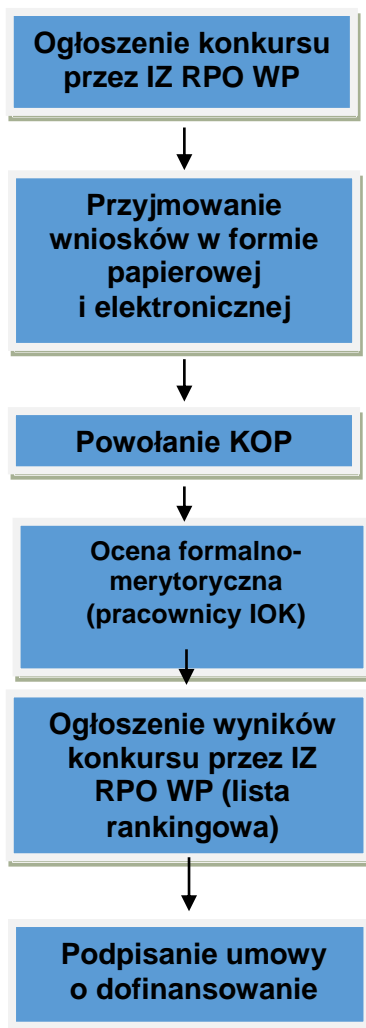 Ogłoszenie konkursu
przez IZ RPO WP
Przyjmowanie
wniosków w formie
papierowej
i elektronicznej
Powołanie KOP
Ocena formalno-
merytoryczna
(pracownicy IOK)
Ogłoszenie wyników
konkursu przez IZ
RPO WP (lista
rankingowa)
Podpisanie umowy
o dofinansowanie